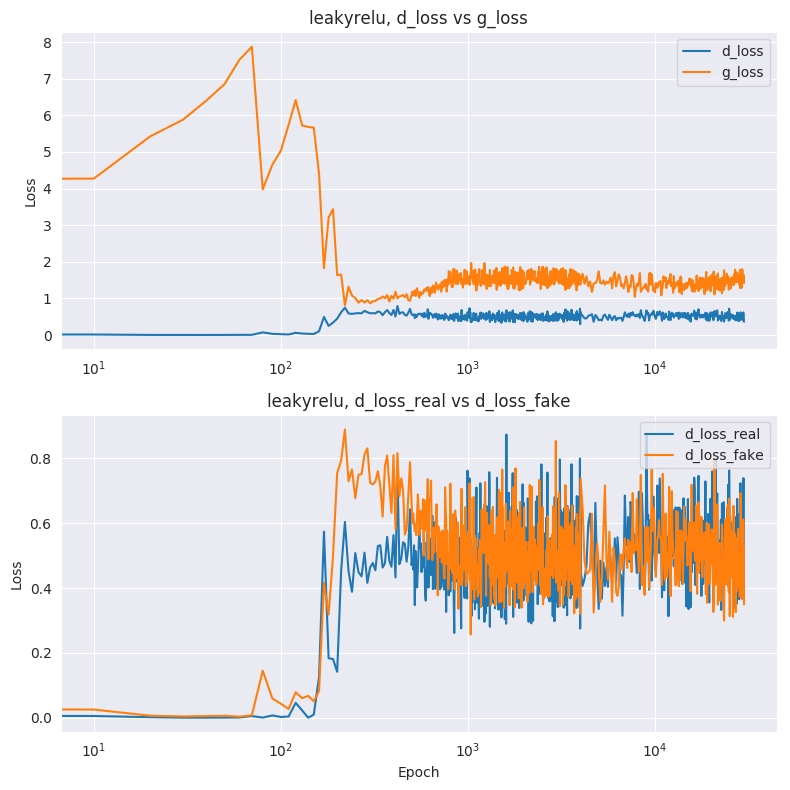 leakyrelu, d_loss vs g_loss
Loss
8
7
6
5
4
3
2
1
0
d_loss
g_loss
10¹
10²
10³
10⁴
leakyrelu, d_loss_real vs d_loss_fake
Loss
0.8
0.6
0.4
0.2
0.0
d_loss_real
d_loss_fake
10¹
10²
10³
10⁴
Epoch